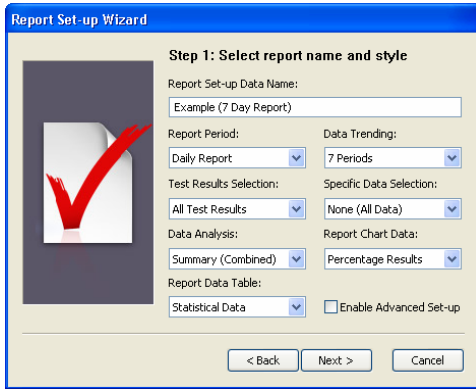 Report Set-up Wizard
Step 1: Select report name and style
Report Set-up Data Name:
Example (7 Day Report)
Report Period: Data Trending:
Daily Report 7 Periods
Test Results Selection: Specific Data Selection:
All Test Results None (All Data)
Data Analysis: Report Chart Data:
Summary (Combined) Percentage Results
Report Data Table:
Statistical Data Enable Advanced Set-up
< Back Next > Cancel